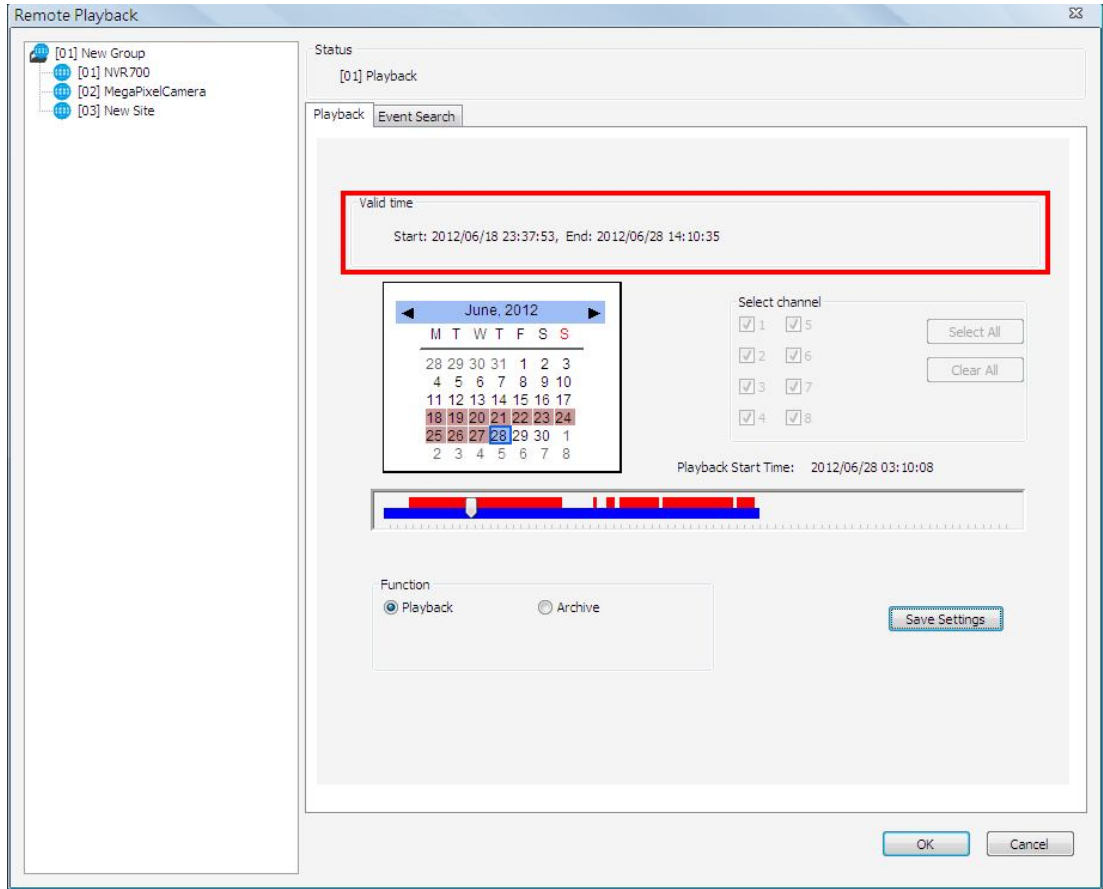 Remote Playback
[01] New Group
[01] NVR700
[02] MegaPixelCamera
[03] New Site
Status
[01] Playback
Playback Event Search
Valid time
Start: 2012/06/18 23:37:53, End: 2012/06/28 14:10:35
June, 2012
M T W T F S S
28 29 30 31 1 2 3
4 5 6 7 8 9 10
11 12 13 14 15 16 17
18 19 20 21 22 23 24
25 26 27 28 29 30 1
2 3 4 5 6 7 8
Select channel
1 5
2 6
3 7
4 8
Select All
Clear All
Playback Start Time: 2012/06/28 03:10:08
Function
Playback Archive
Save Settings
OK Cancel